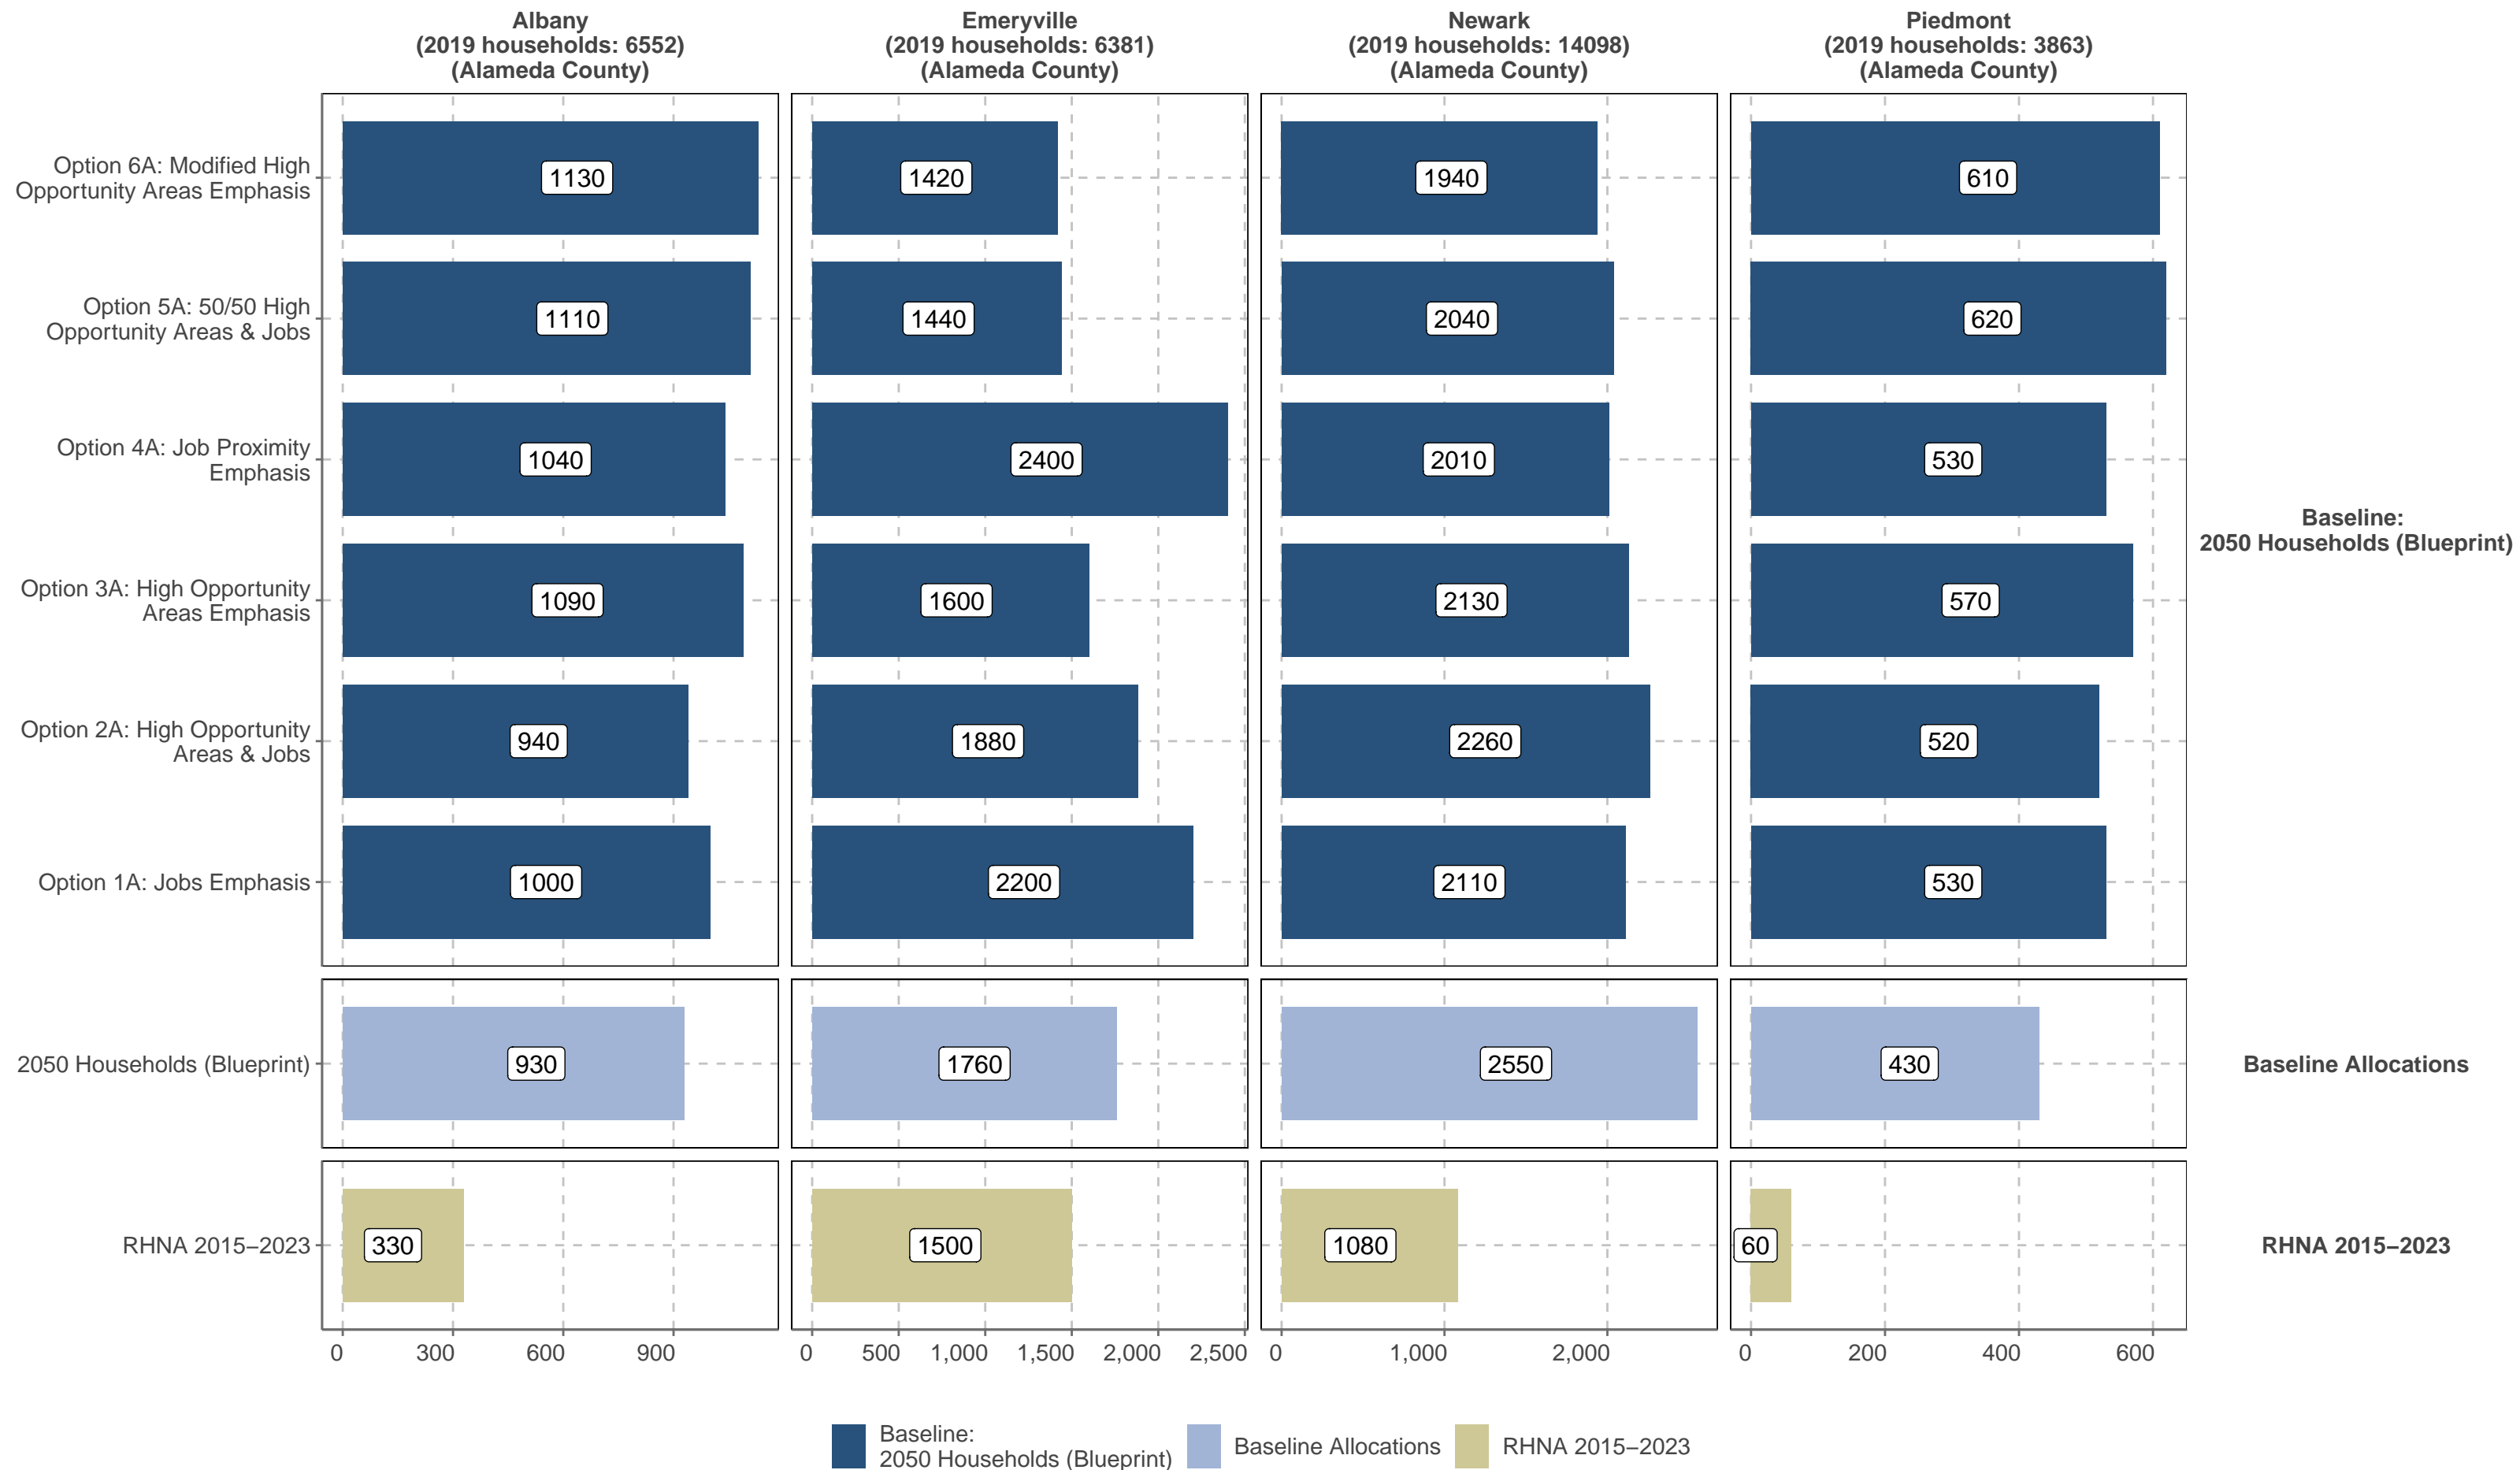 Albany
(2019 households: 6552)
(Alameda County)
Emeryville
(2019 households: 6381)
(Alameda County)
Newark
(2019 households: 14098)
(Alameda County)
Piedmont
(2019 households: 3863)
(Alameda County)
Option 6A: Modified High
Opportunity Areas Emphasis
1130
1420
1940
610
Option 5A: 50/50 High
Opportunity Areas & Jobs
1110
1440
2040
620
Option 4A: Job Proximity
Emphasis
1040
2400
2010
530
Baseline:
2050 Households (Blueprint)
Option 3A: High Opportunity
Areas Emphasis
1090
1600
2130
570
Option 2A: High Opportunity
Areas & Jobs
940
1880
2260
520
Option 1A: Jobs Emphasis
1000
2200
2110
530
2050 Households (Blueprint)
930
1760
2550
430
Baseline Allocations
RHNA 2015−2023
330
1500
1080
60
RHNA 2015−2023
0 300 600 900
0 500 1,000 1,500 2,000 2,500
0 1,000 2,000
0 200 400 600
Baseline:
2050 Households (Blueprint)
Baseline Allocations
RHNA 2015−2023